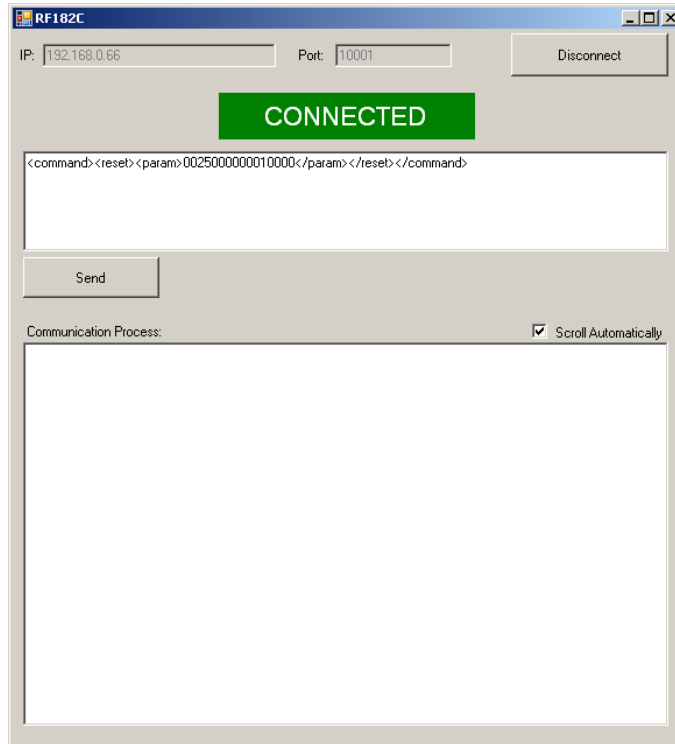 RF182C
IP: 192.168.0.66 Port: 10001 Disconnect
CONNECTED
<command><reset><param>0025000000010000</param></reset></command>
Send
Communication Process: Scroll Automatically